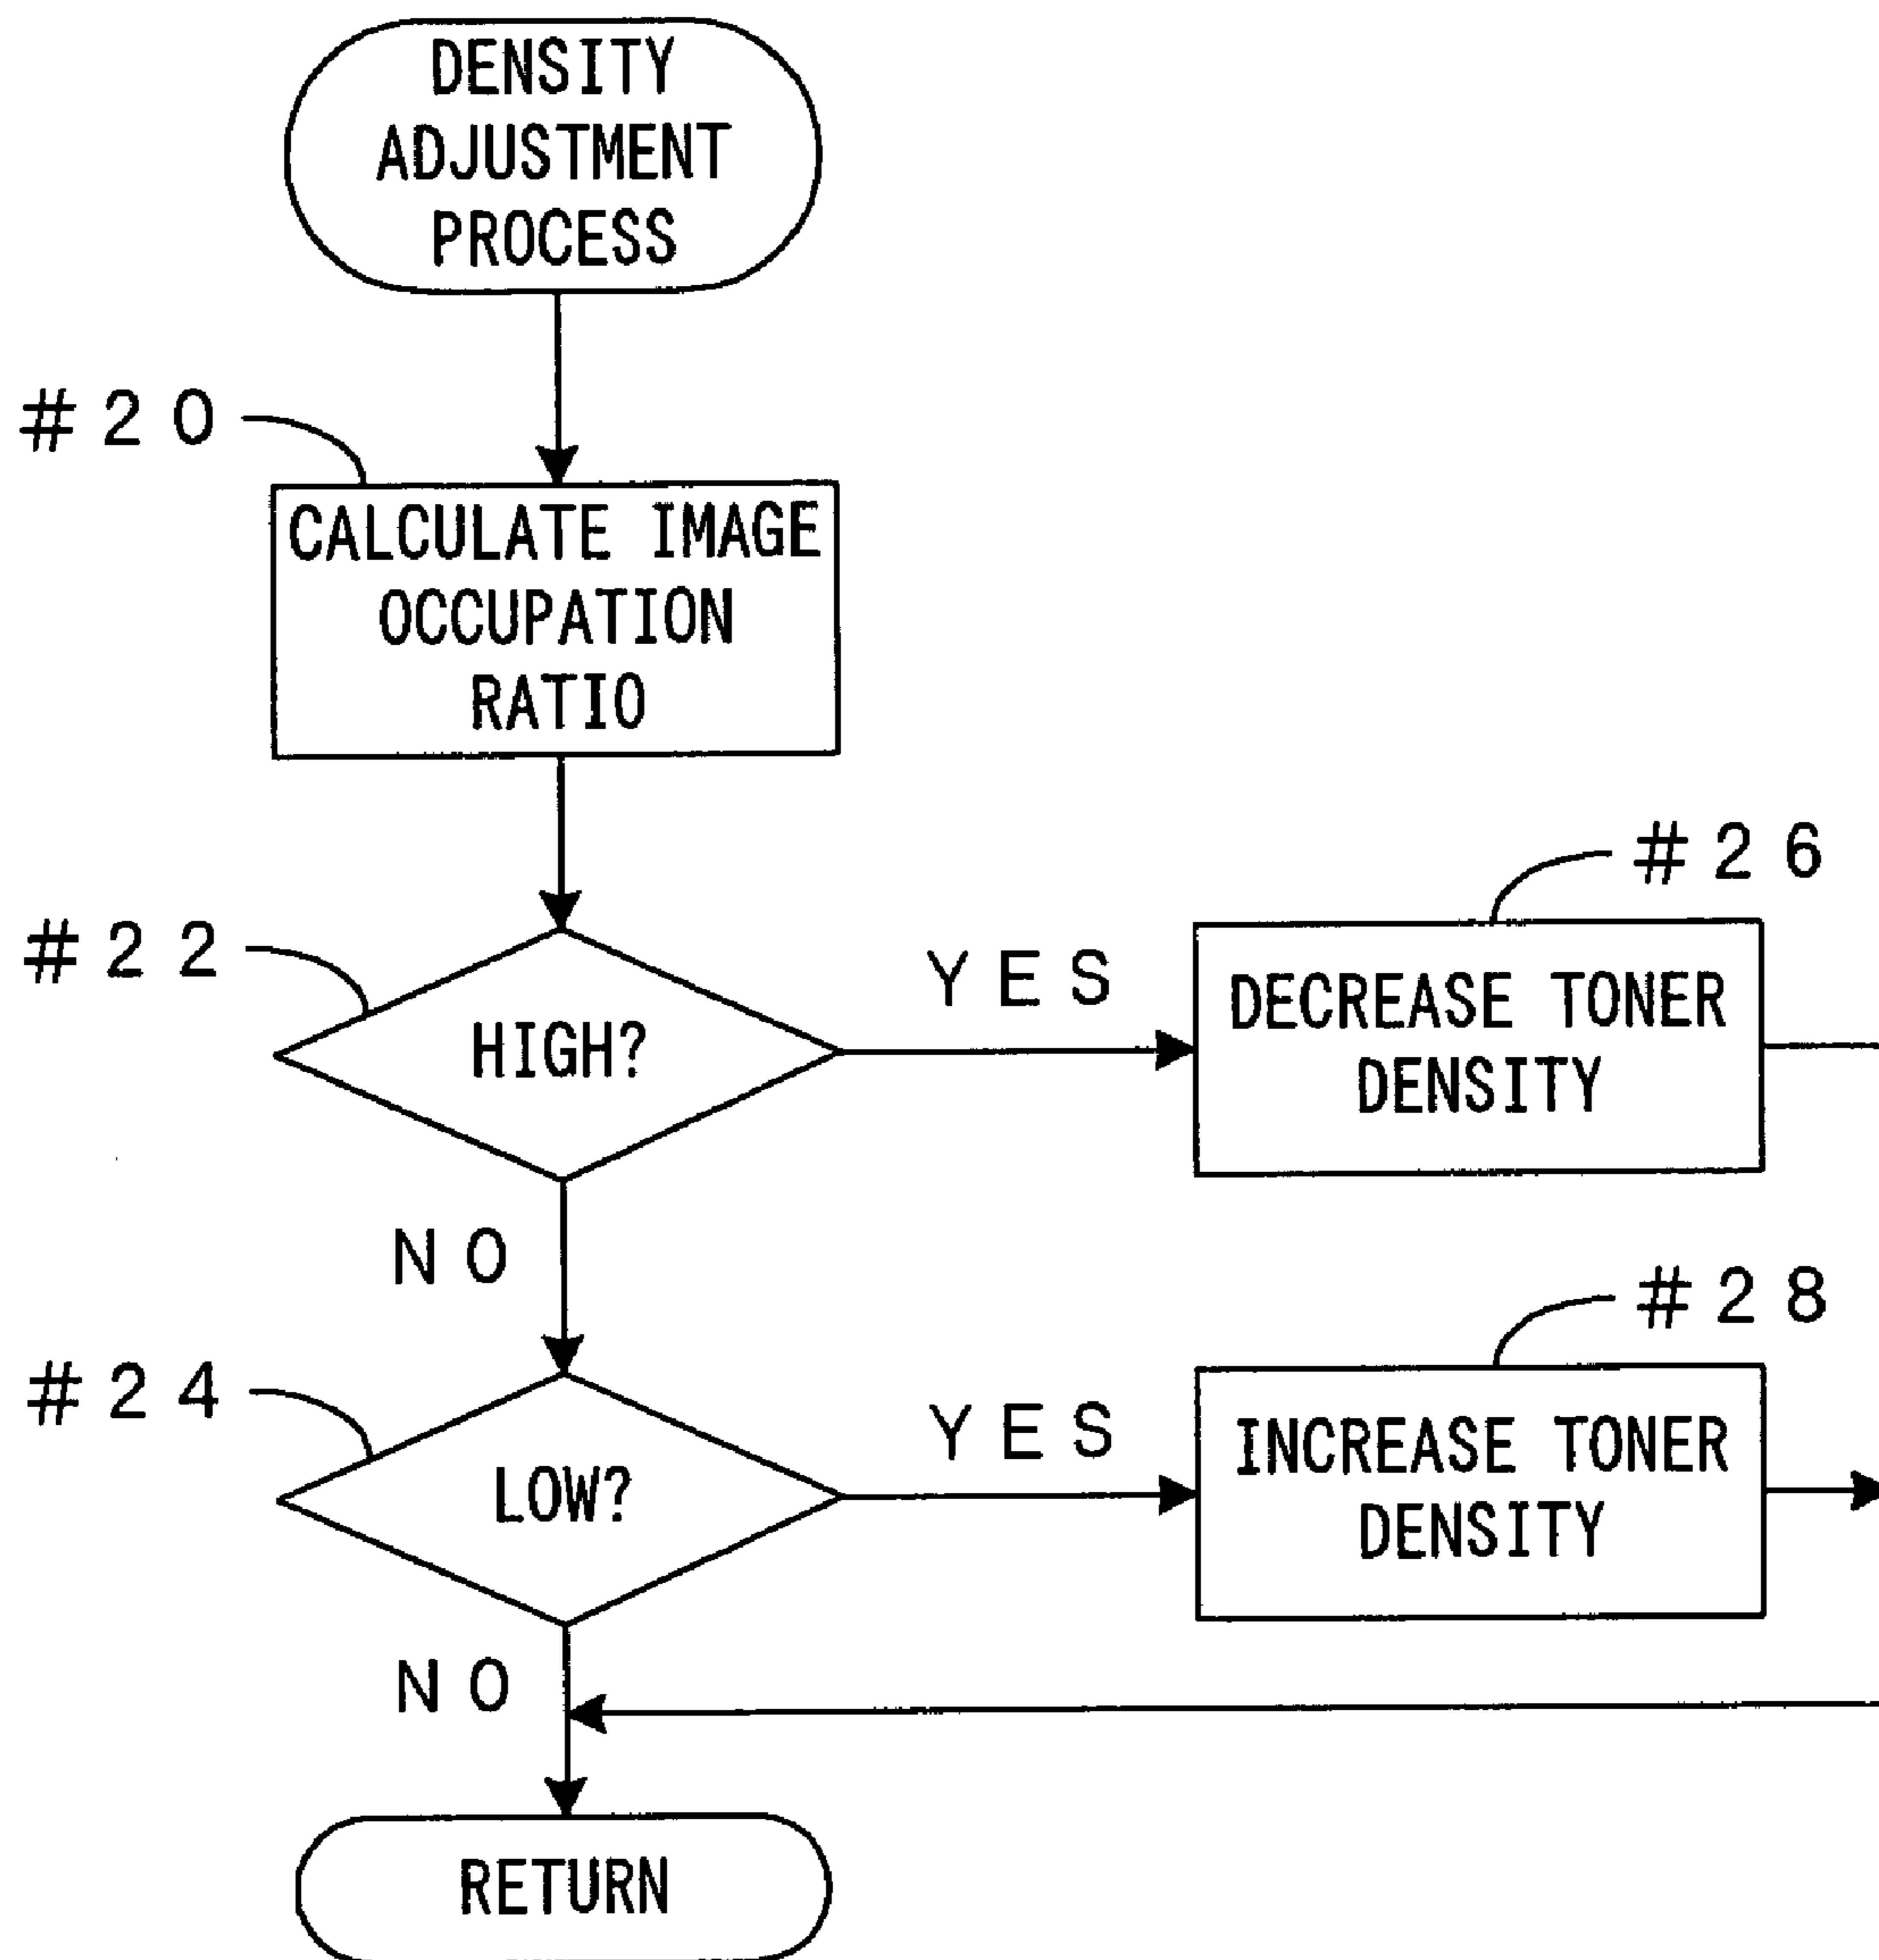 DENSITY
ADJUSTMENT
PROCESS
#20
CALCULATE IMAGE
OCCUPATION
RATIO
#22
HIGH?
YES
#26
DECREASE TONER
DENSITY
NO
#24
LOW?
YES
#28
INCREASE TONER
DENSITY
NO
RETURN